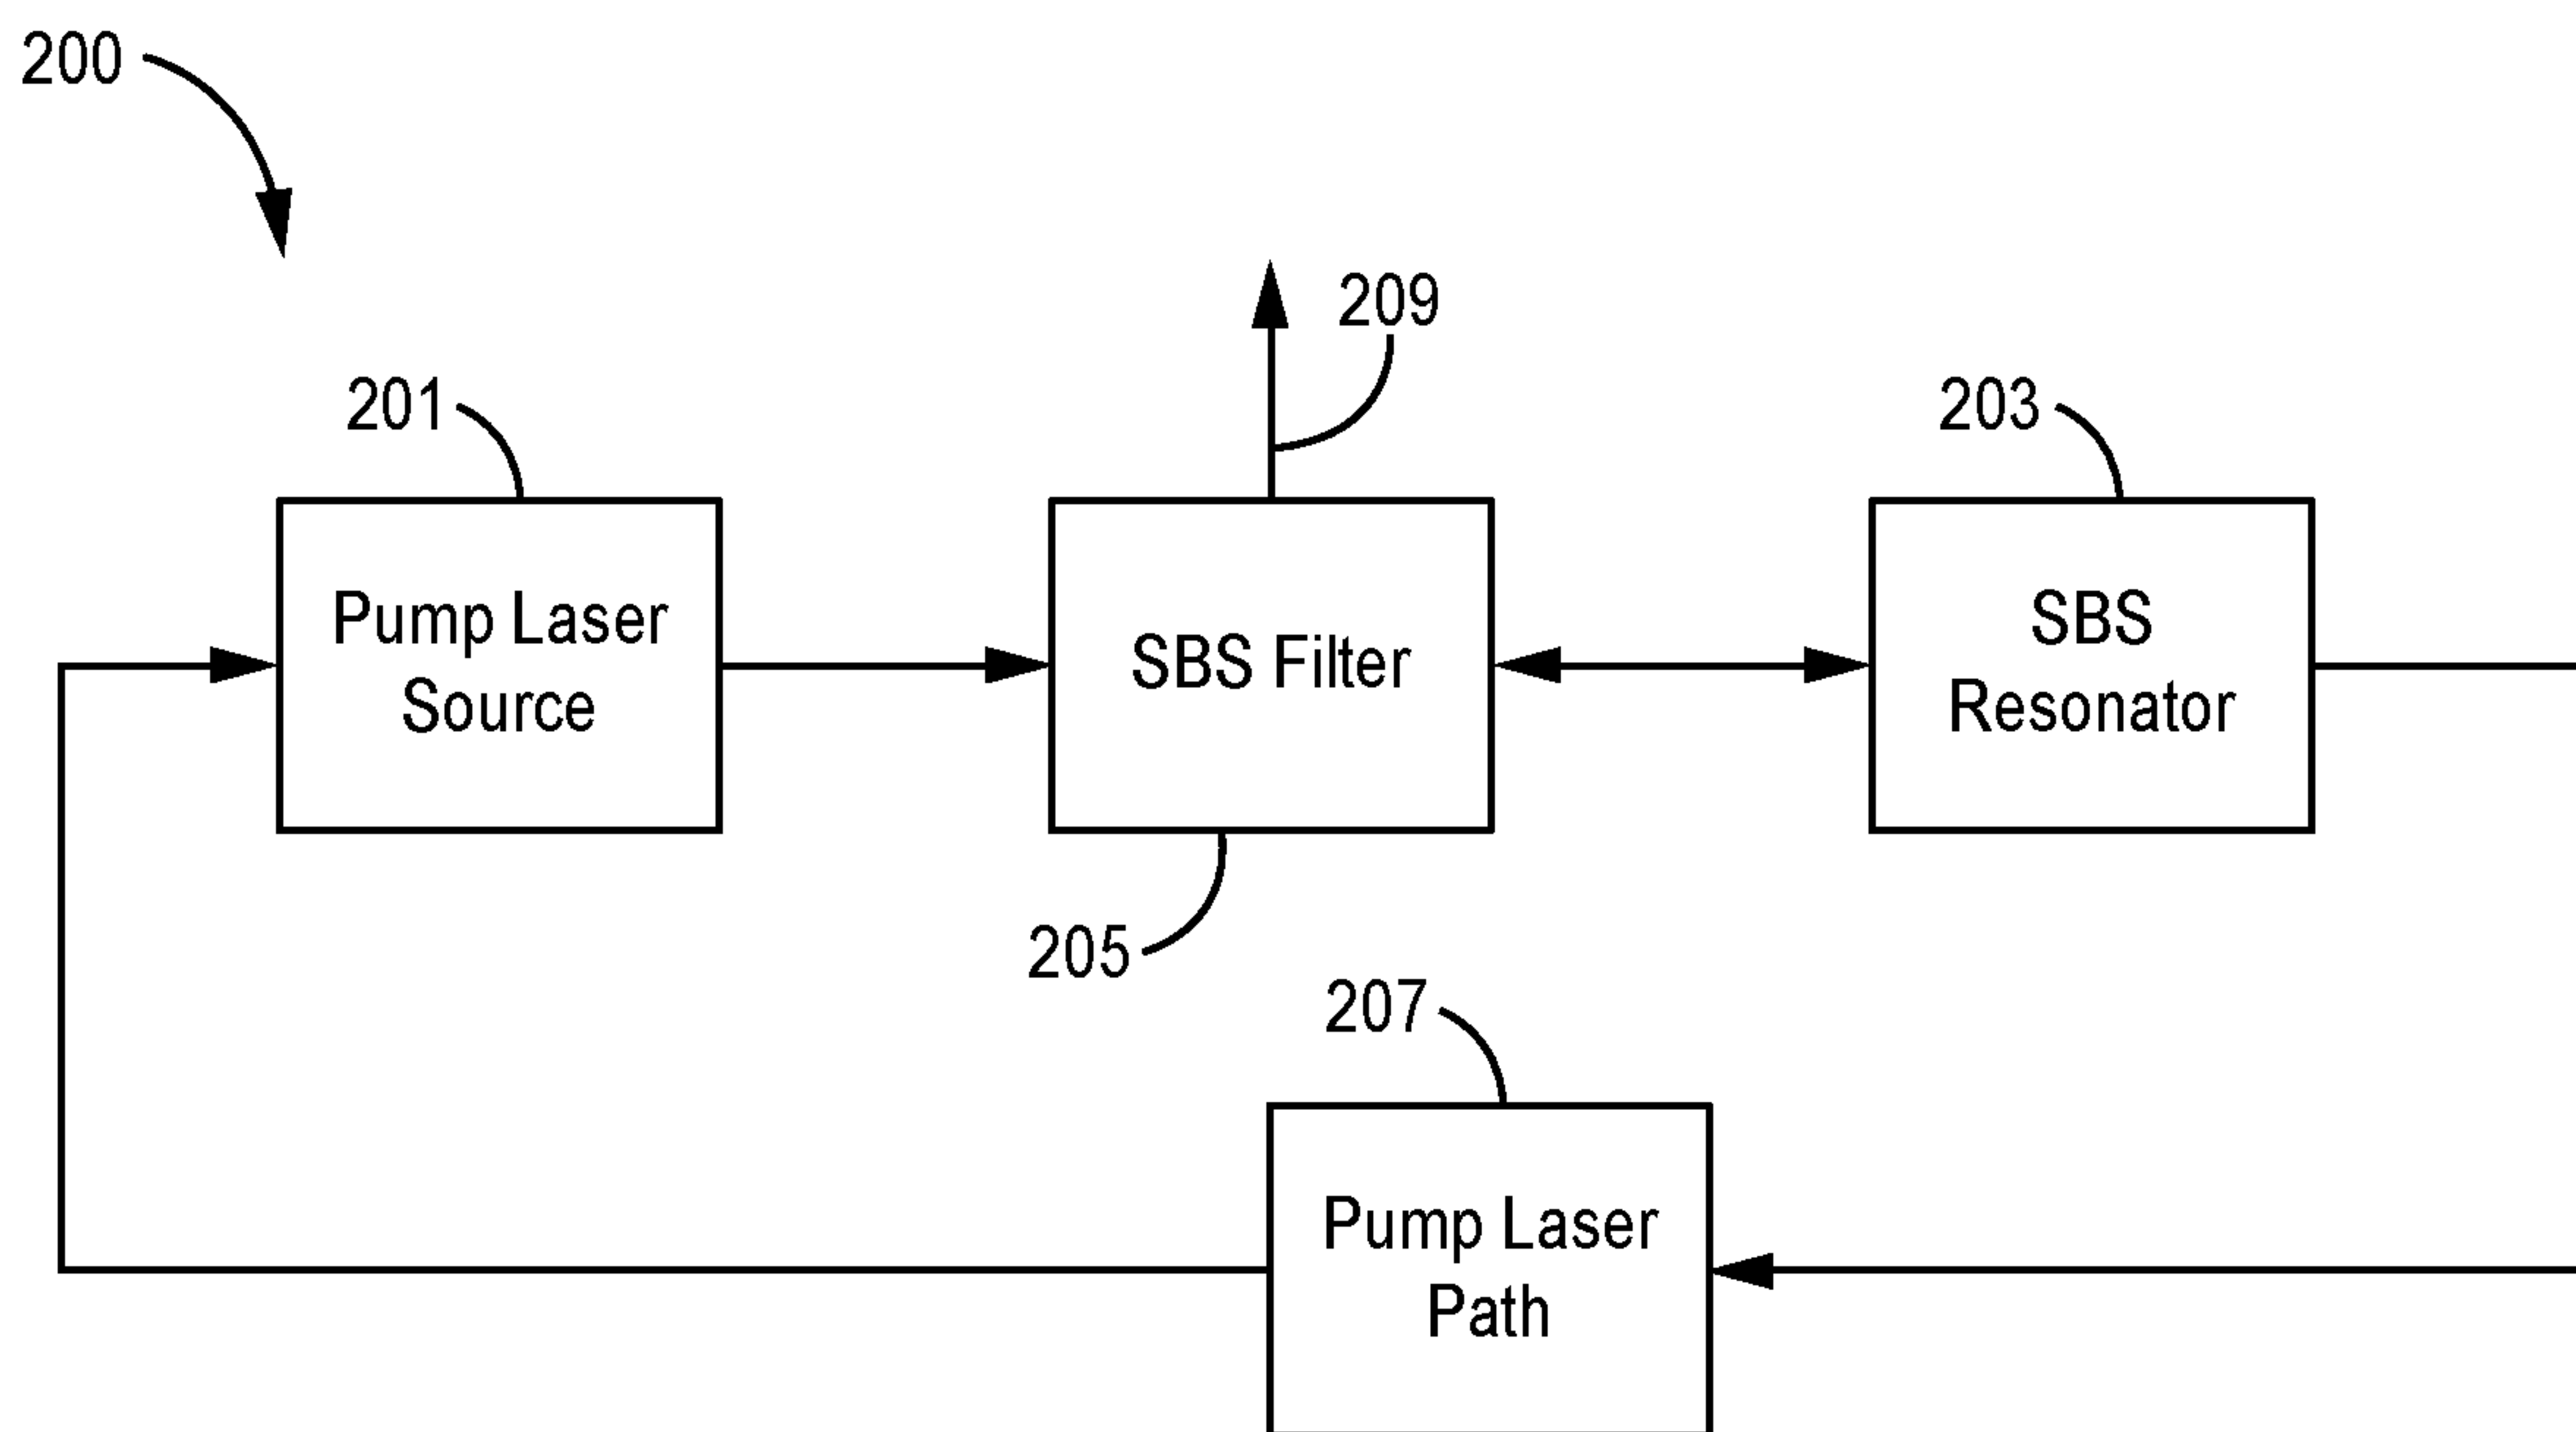 200
209
201
203
Pump Laser
Source
SBS Filter
SBS
Resonator
205
207
Pump Laser
Path